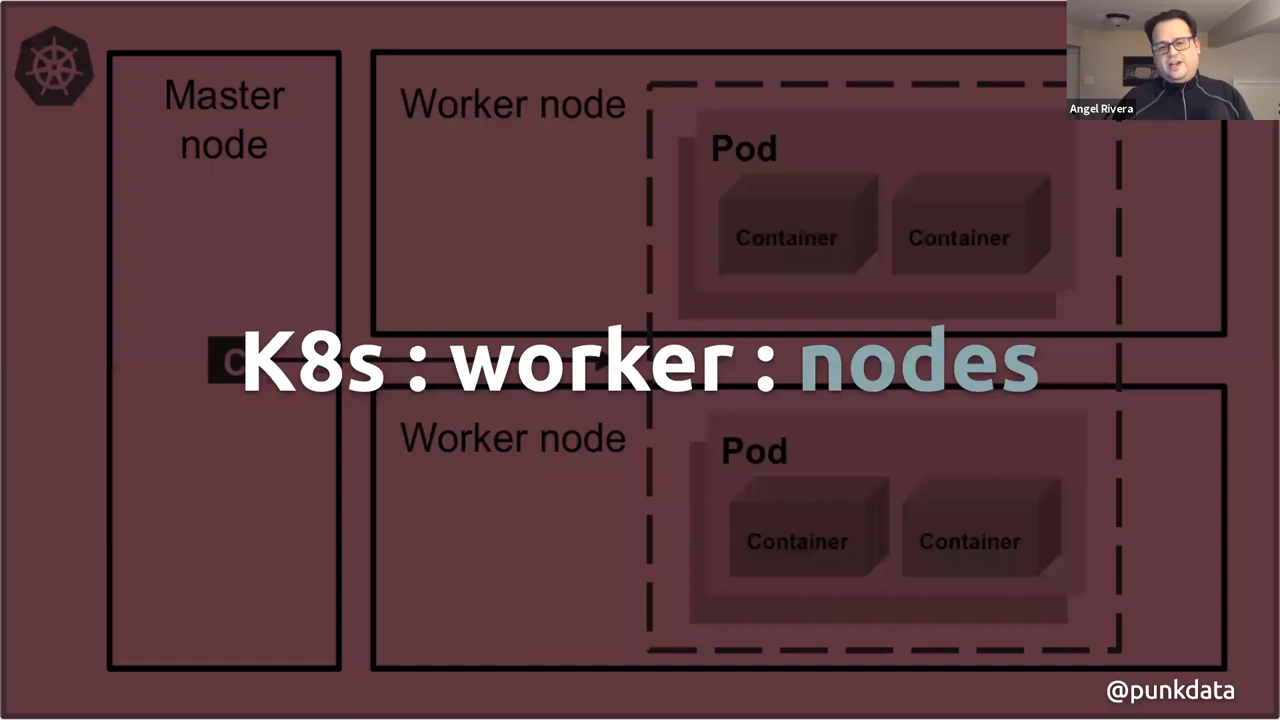 Master
node
Worker node
Pod
Container Container
Angel Rivera
K8s : worker : nodes
Worker node
Pod
Container Container
@punkdata